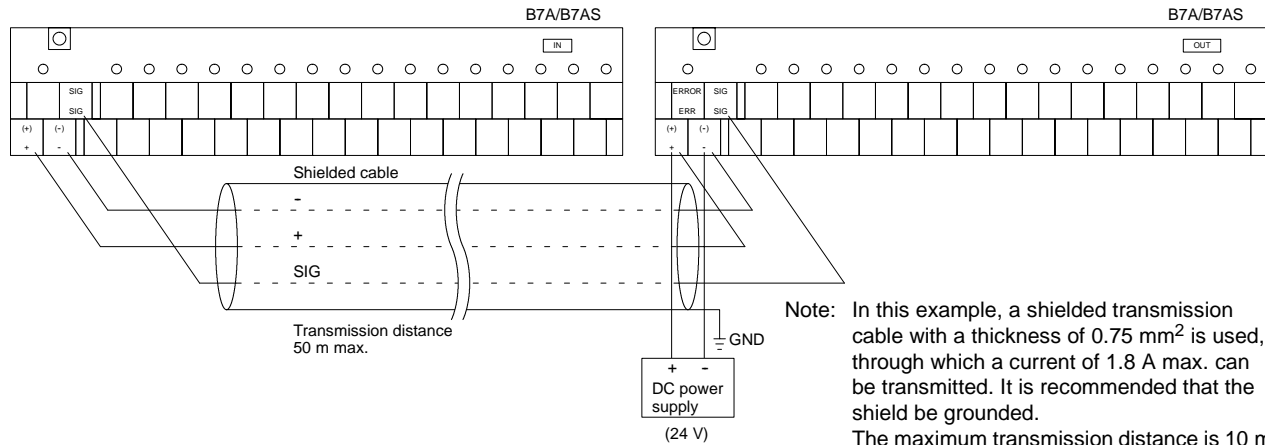 B7A/B7AS
IN
SIG
SIG
(+) (-)
+ -
B7A/B7AS
OUT
ERROR SIG
ERR SIG
(+) (-)
+ -
Shielded cable
-
+
SIG
Transmission distance
50 m max.
GND
+ -
DC power
supply
(24 V)
Note: In this example, a shielded transmission
cable with a thickness of 0.75 mm² is used,
through which a current of 1.8 A max. can
be transmitted. It is recommended that the
shield be grounded.
The maximum transmission distance is 10 m